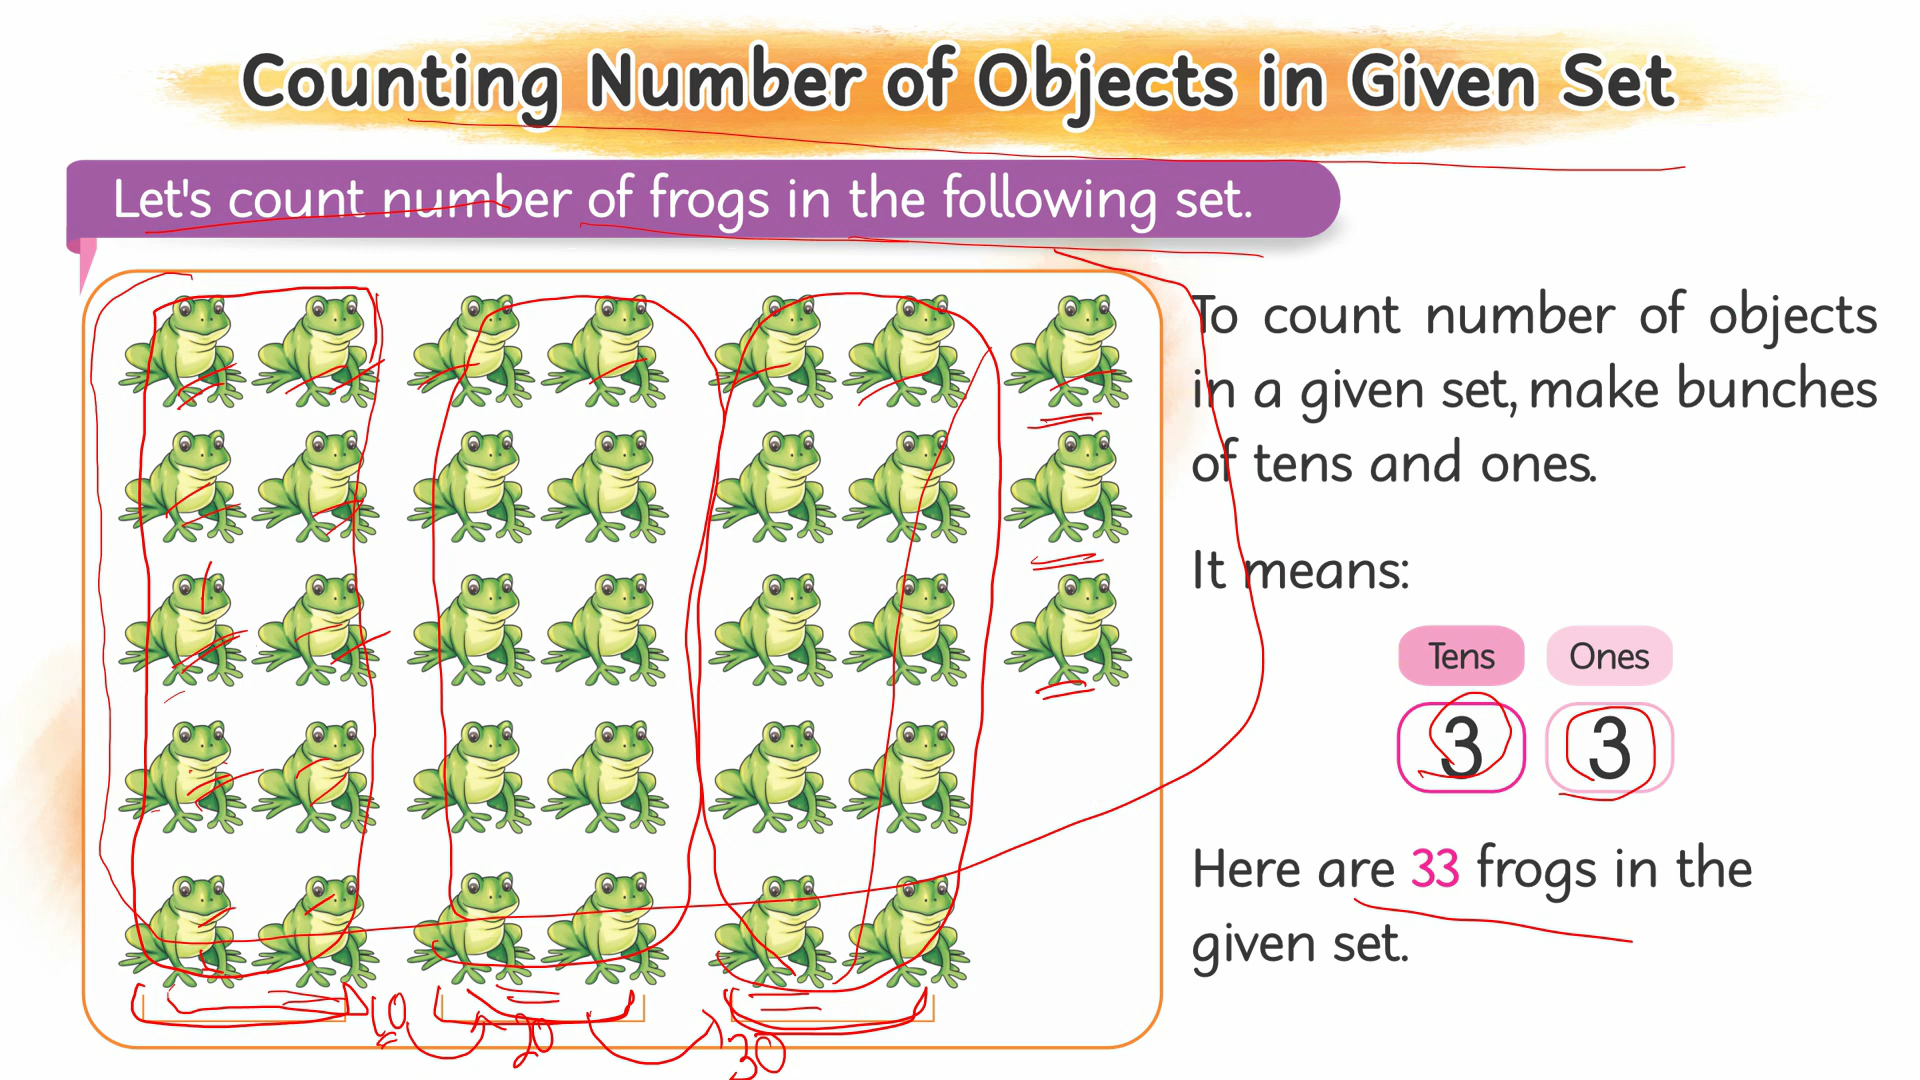 Counting Number of Objects in Given Set
Let's count number of frogs in the following set.
To count number of objects
in a given set, make bunches
of tens and ones.
It means:
Tens Ones
3 3
Here are 33 frogs in the
given set.
10 20 30